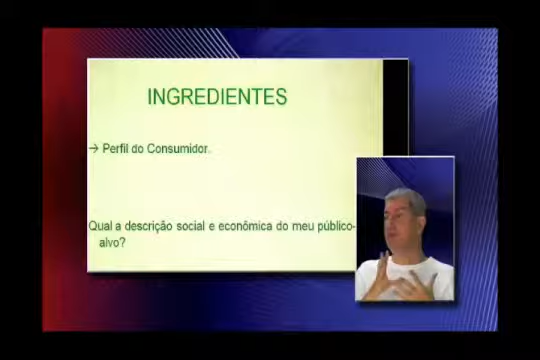 INGREDIENTES
→ Perfil do Consumidor.
Qual a descrição social e econômica do meu público-
alvo?